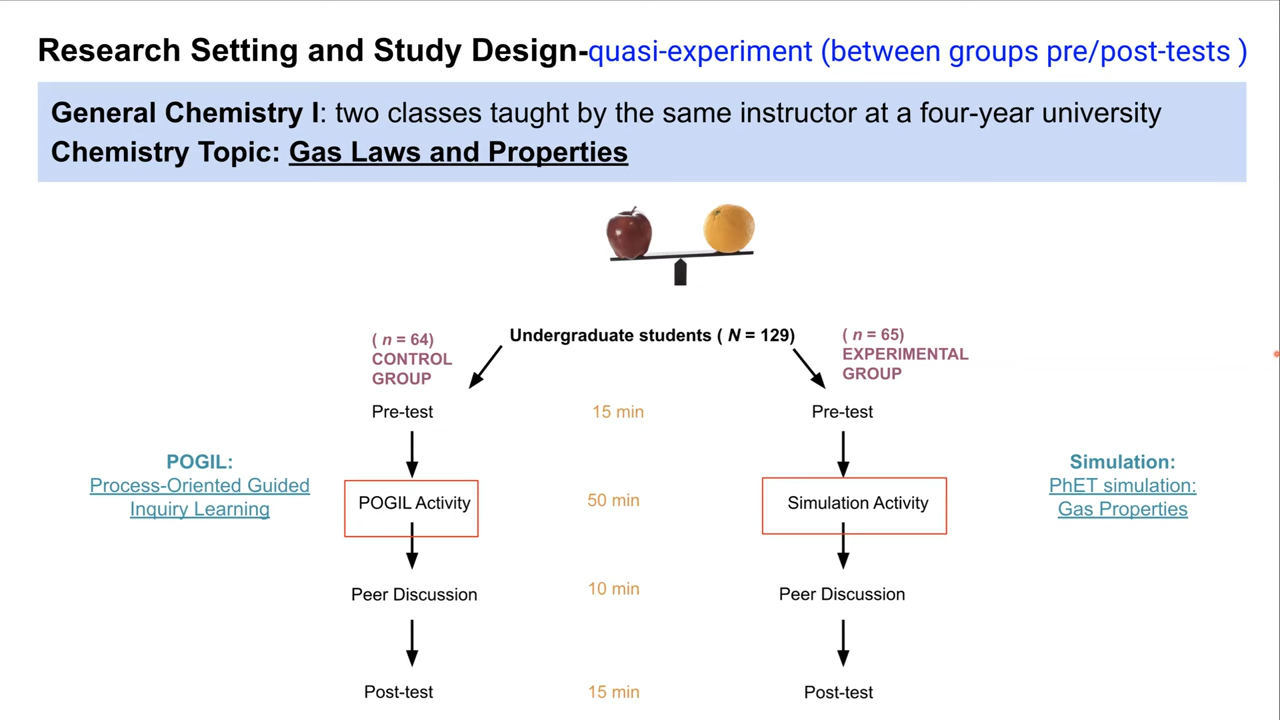 Research Setting and Study Design-quasi-experiment (between groups pre/post-tests )
General Chemistry I: two classes taught by the same instructor at a four-year university
Chemistry Topic: Gas Laws and Properties
Undergraduate students ( N = 129)
( n = 64)
CONTROL
GROUP
( n = 65)
EXPERIMENTAL
GROUP
Pre-test
15 min
Pre-test
POGIL:
Process-Oriented Guided
Inquiry Learning
POGIL Activity
50 min
Simulation Activity
Simulation:
PhET simulation:
Gas Properties
Peer Discussion
10 min
Peer Discussion
Post-test
15 min
Post-test